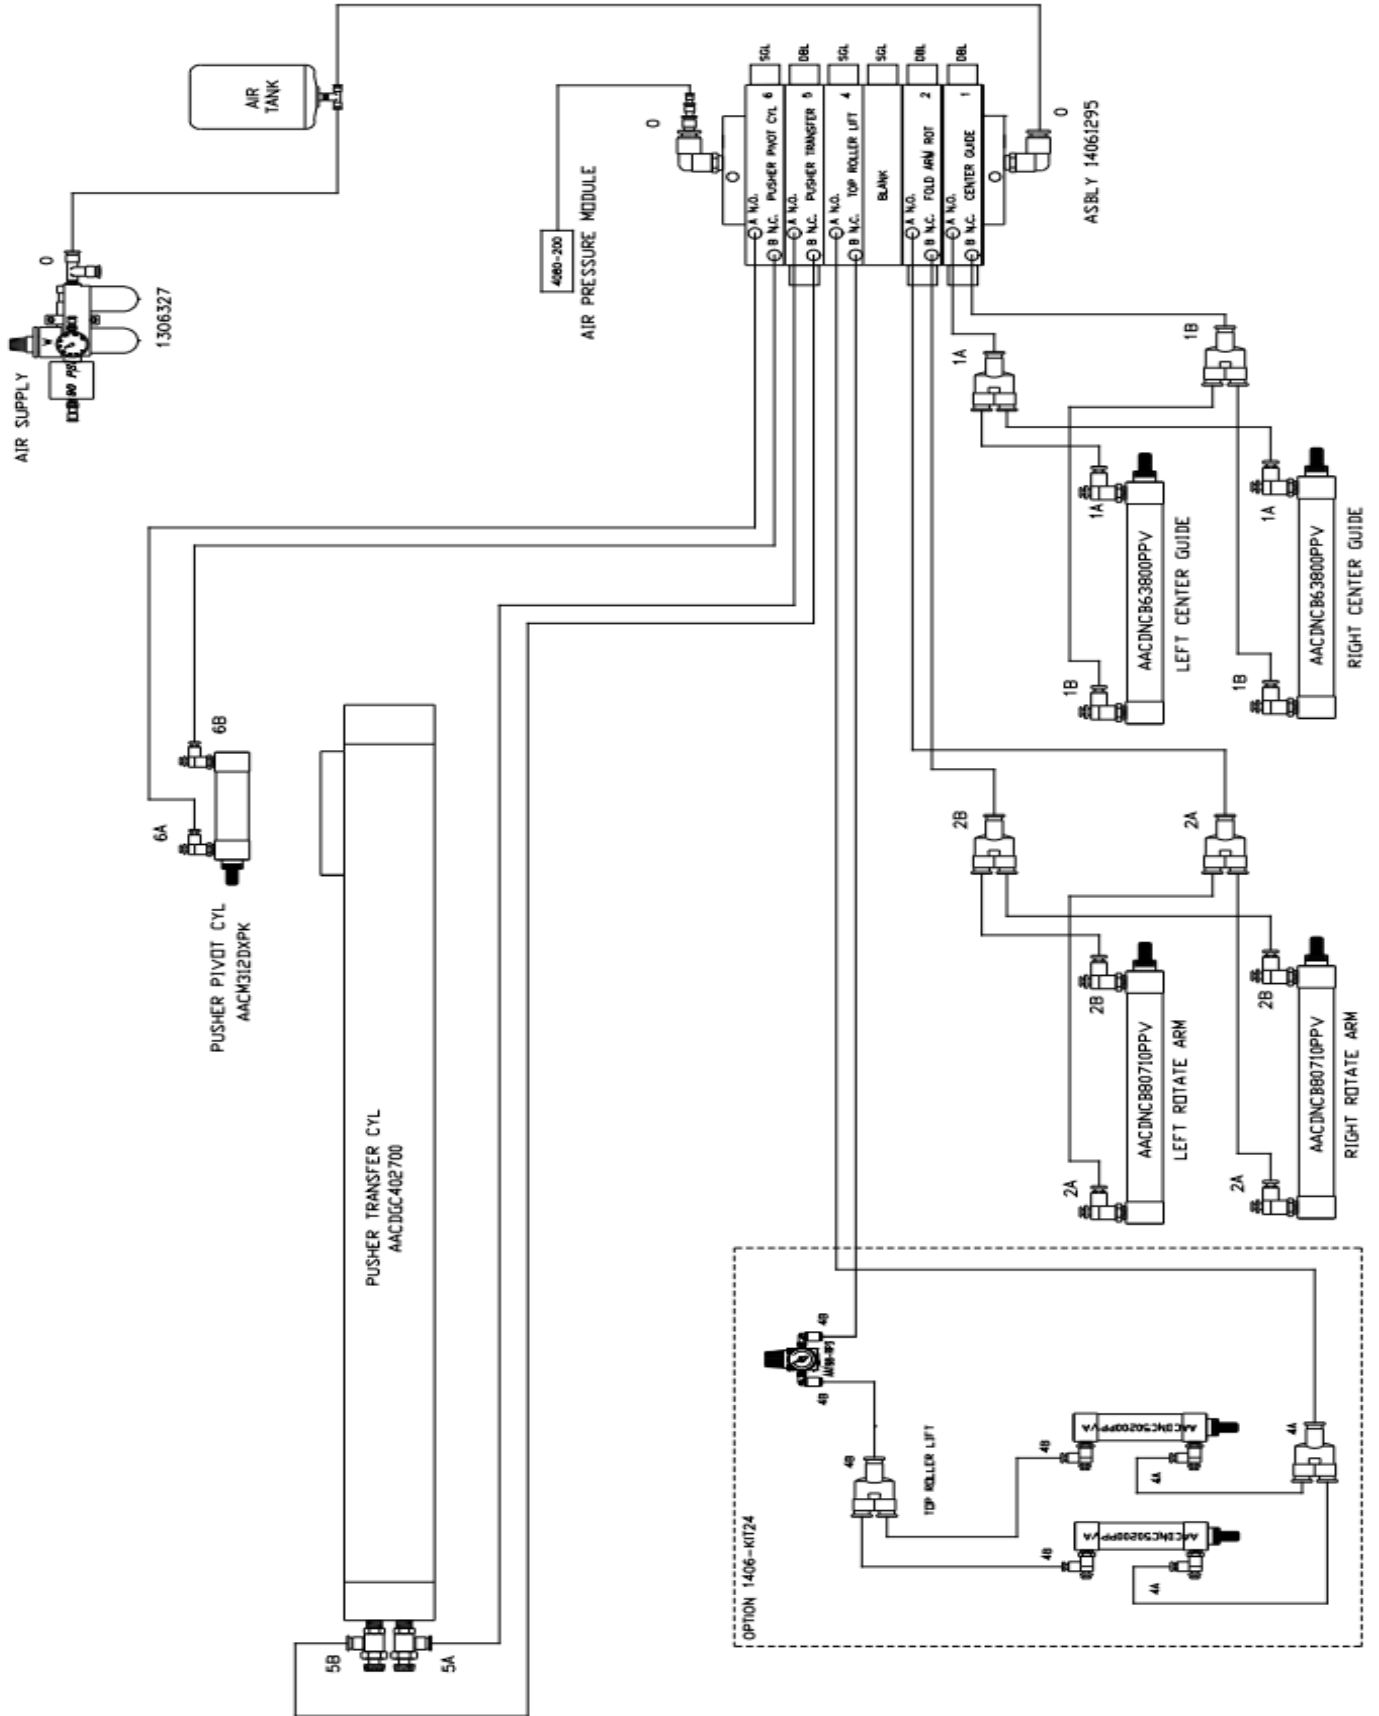 AIR SUPPLY
90 PSI
1306327
0
AIR
TANK
4080-200
AIR PRESSURE MODULE
0
0
ASBLY 14061295
A N.O.
B N.C. PUSHER PIVOT CYL 6 SGL
A N.O.
B N.C. PUSHER TRANSFER 5 DBL
A N.O.
B N.C. TOP ROLLER LIFT 4 SGL
BLANK SGL
A N.O.
B N.C. FOLD ARM ROT 2 DBL
A N.O.
B N.C. CENTER GUIDE 1 DBL
6A
6B
PUSHER PIVOT CYL
AACM312DXPK
PUSHER TRANSFER CYL
AACDGC402700
5B
5A
1A
1B
1B
1A
AACDNCB63800PPV
LEFT CENTER GUIDE
1B
1A
AACDNCB63800PPV
RIGHT CENTER GUIDE
2B
2A
2A
2B
AACDNCB80710PPV
LEFT ROTATE ARM
2A
2B
AACDNCB80710PPV
RIGHT ROTATE ARM
OPTION 1406-KIT24
4B
4B
4B
TOP ROLLER LIFT
4B
4A
AACDNC50200PPVA
4B
4A
AACDNC50200PPVA
4A